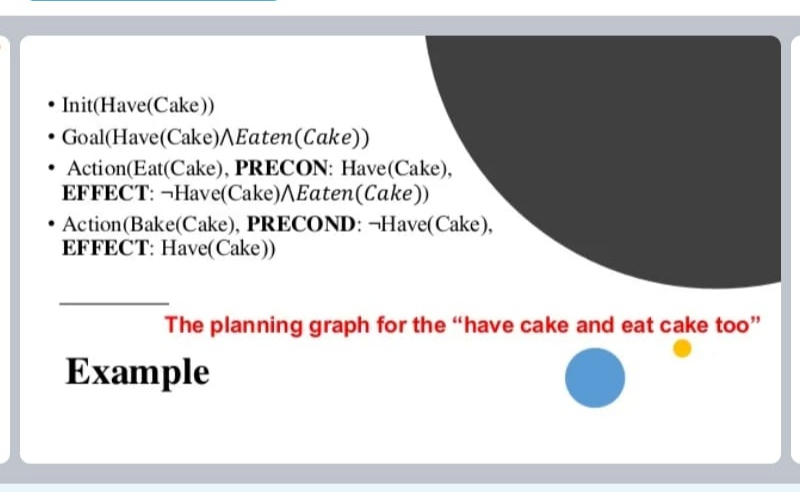 • Init(Have(Cake))
• Goal(Have(Cake)∧Eaten(Cake))
• Action(Eat(Cake), PRECON: Have(Cake),
EFFECT: ¬Have(Cake)∧Eaten(Cake))
• Action(Bake(Cake), PRECOND: ¬Have(Cake),
EFFECT: Have(Cake))
The planning graph for the “have cake and eat cake too”
Example